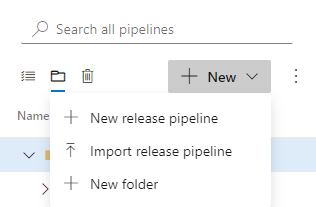 Search all pipelines
New
Name
New release pipeline
Import release pipeline
New folder